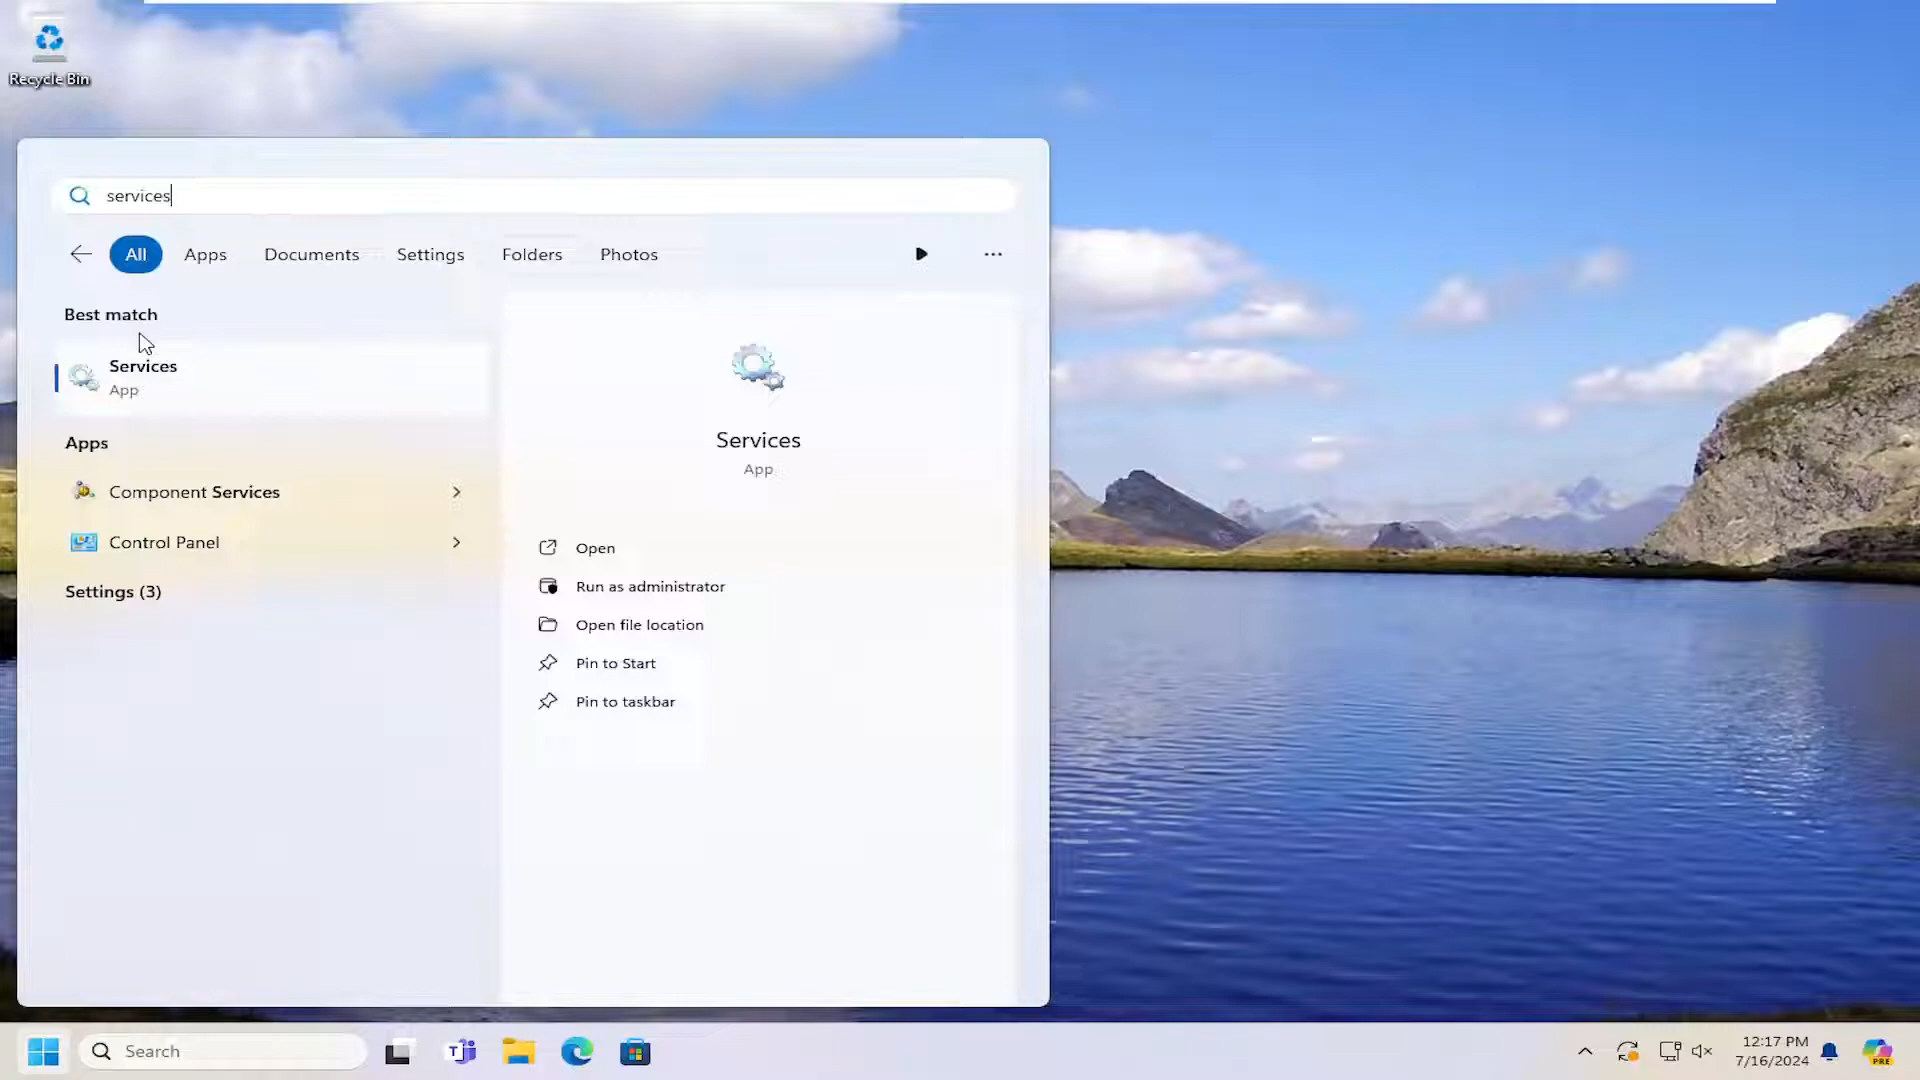 Recycle Bin
services
All Apps Documents Settings Folders Photos
Best match
Services
App
Apps
Component Services
Control Panel
Settings (3)
Services
App
Open
Run as administrator
Open file location
Pin to Start
Pin to taskbar
Search
12:17 PM
7/16/2024
PRE